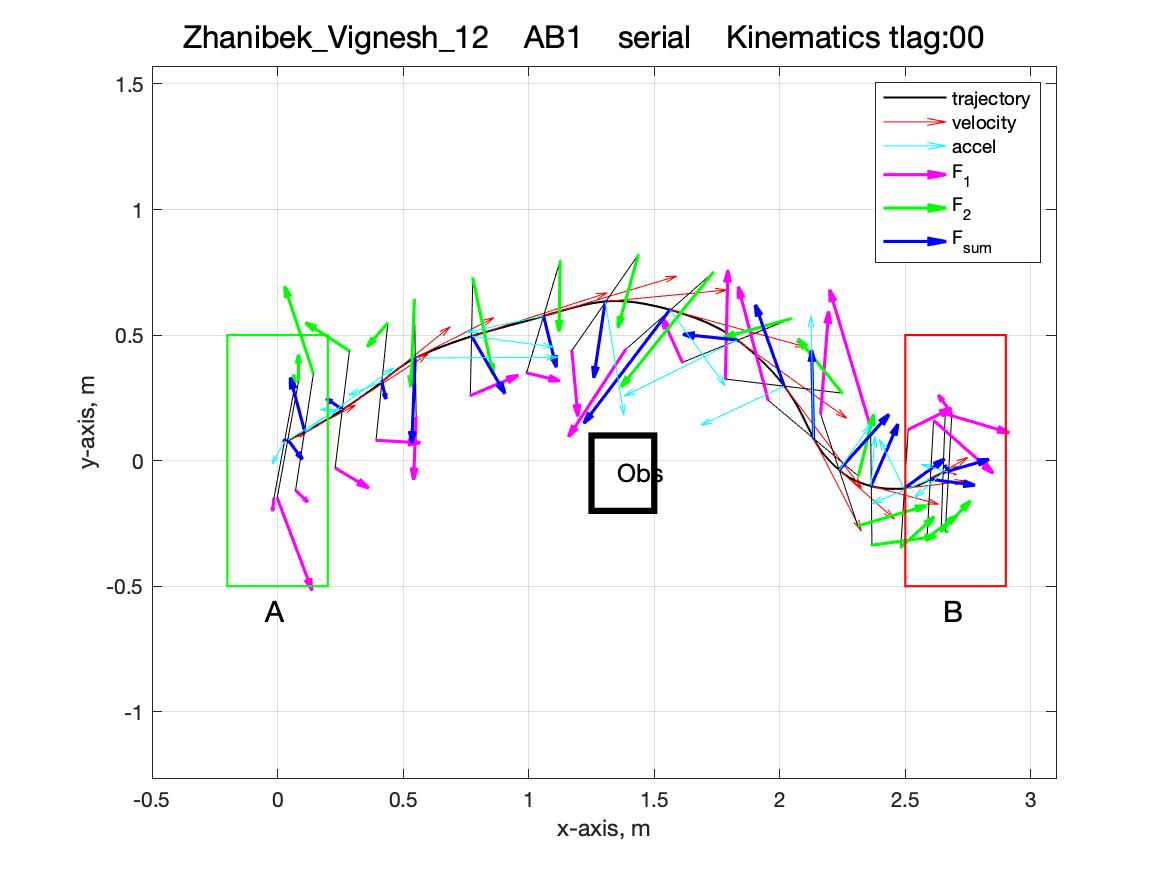 Zhanibek_Vignesh_12 AB1 serial Kinematics tlag:00
1.5
1
0.5
0
-0.5
-1
y-axis, m
trajectory
velocity
accel
F1
F2
Fsum
Obs
A
B
-0.5 0 0.5 1 1.5 2 2.5 3
x-axis, m